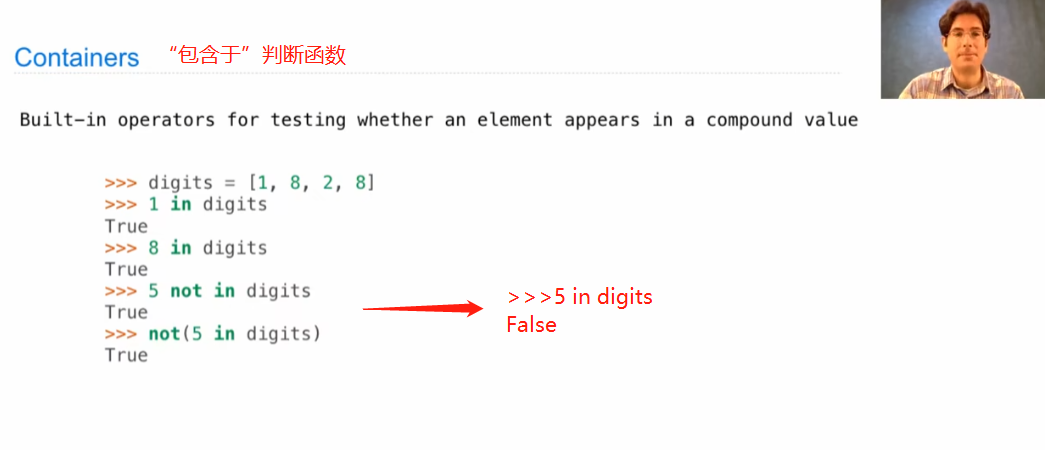 Containers “包含于”判断函数
Built-in operators for testing whether an element appears in a compound value
>>> digits = [1, 8, 2, 8]
>>> 1 in digits
True
>>> 8 in digits
True
>>> 5 not in digits
True
>>> not(5 in digits)
True
>>>5 in digits
False